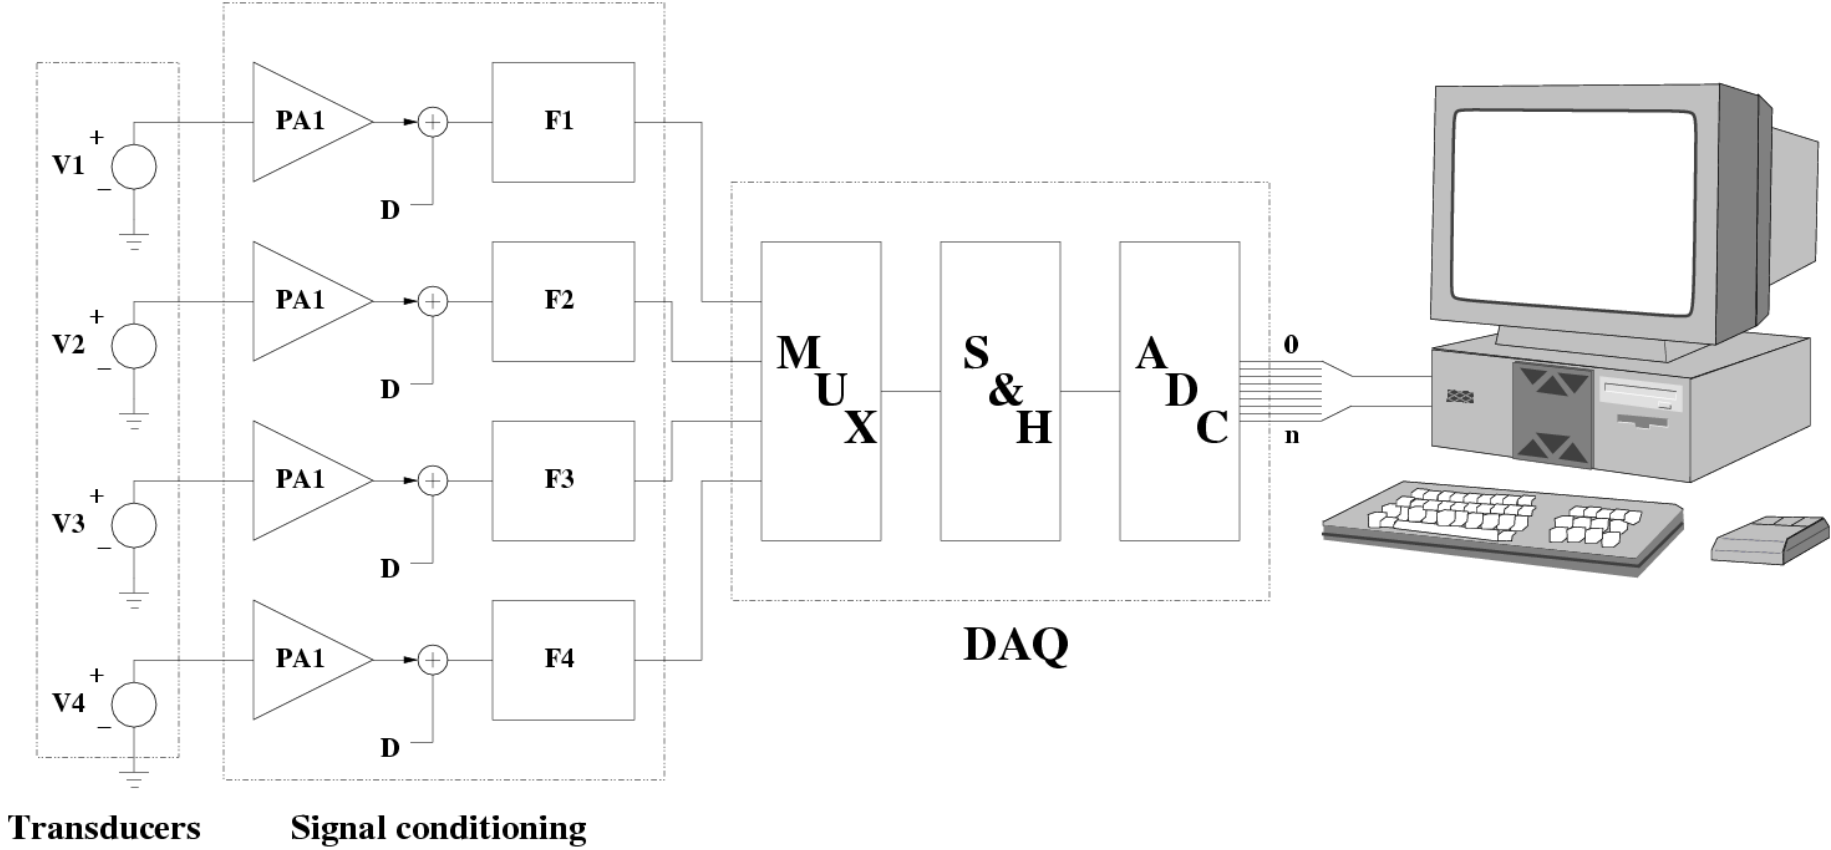 V1
+
−
PA1
D
F1
V2
+
−
PA1
D
F2
V3
+
−
PA1
D
F3
V4
+
−
PA1
D
F4
MUX
S&H
ADC
0
n
DAQ
Transducers
Signal conditioning